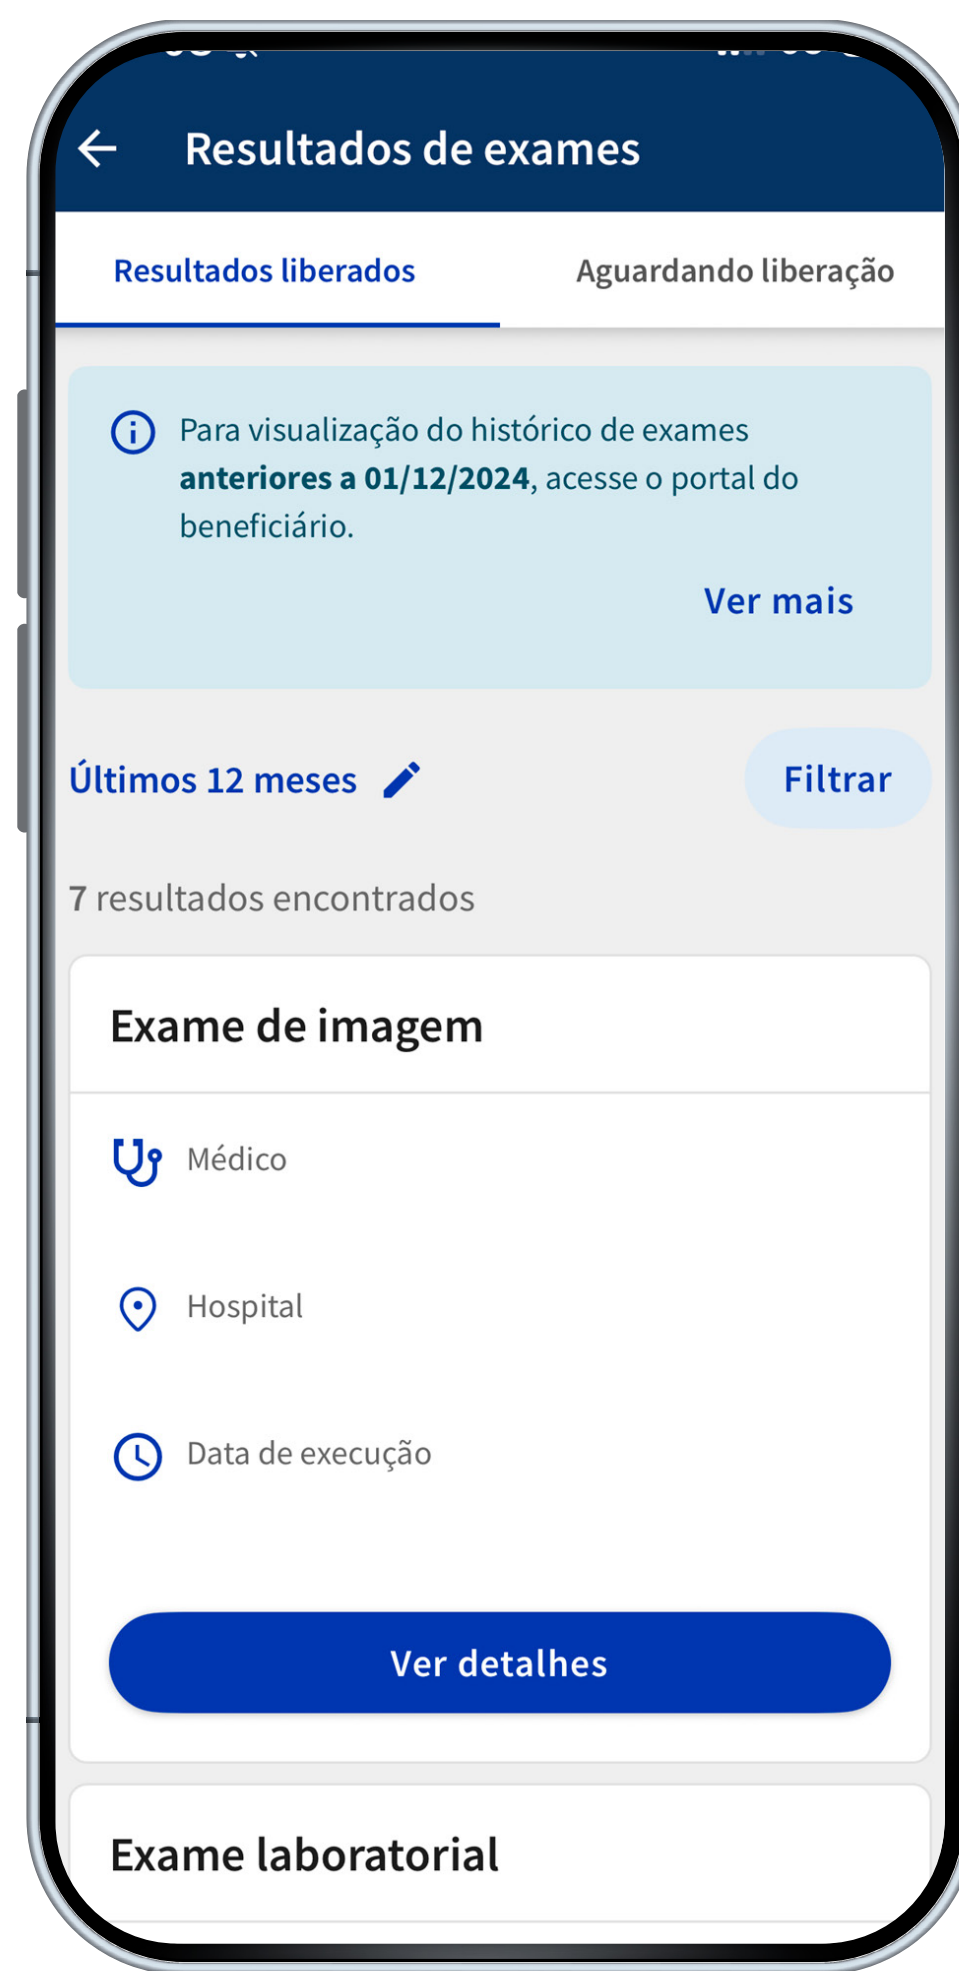 Resultados de exames
Resultados liberados
Aguardando liberação
Para visualização do histórico de exames
anteriores a 01/12/2024, acesse o portal do
beneficiário.
Ver mais
Últimos 12 meses
Filtrar
7 resultados encontrados
Exame de imagem
Médico
Hospital
Data de execução
Ver detalhes
Exame laboratorial